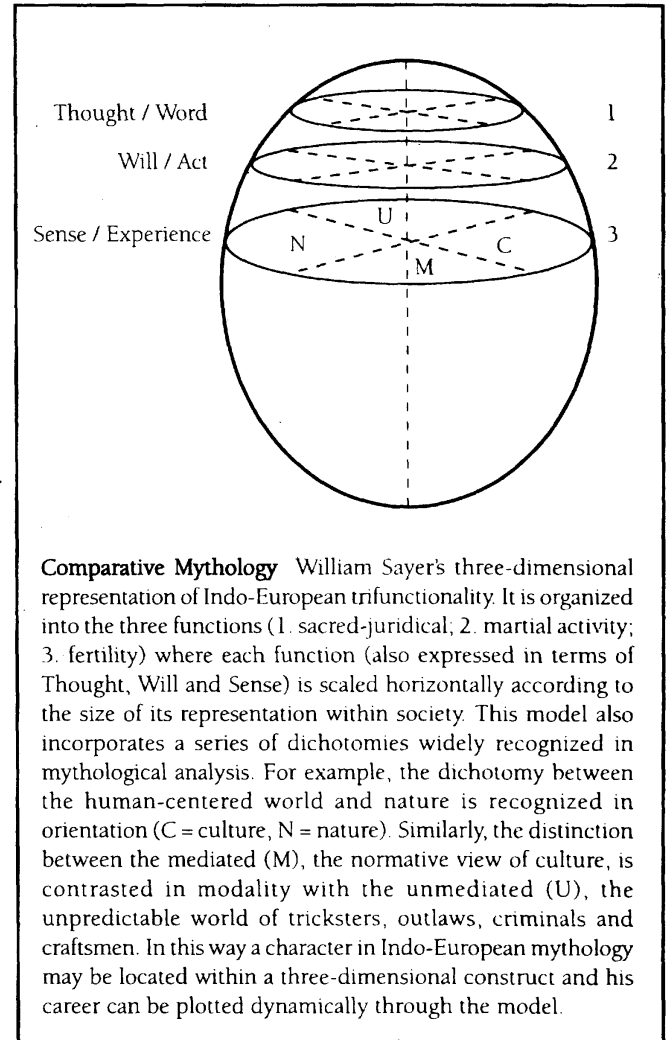 Thought / Word 1
Will / Act 2
U
Sense / Experience N C 3
M
Comparative Mythology William Sayer's three-dimensional
representation of Indo-European trifunctionality. It is organized
into the three functions (1. sacred-juridical; 2. martial activity;
3. fertility) where each function (also expressed in terms of
Thought, Will and Sense) is scaled horizontally according to
the size of its representation within society. This model also
incorporates a series of dichotomies widely recognized in
mythological analysis. For example, the dichotomy between
the human-centered world and nature is recognized in
orientation (C = culture, N = nature). Similarly, the distinction
between the mediated (M), the normative view of culture, is
contrasted in modality with the unmediated (U), the
unpredictable world of tricksters, outlaws, criminals and
craftsmen. In this way a character in Indo-European mythology
may be located within a three-dimensional construct and his
career can be plotted dynamically through the model.